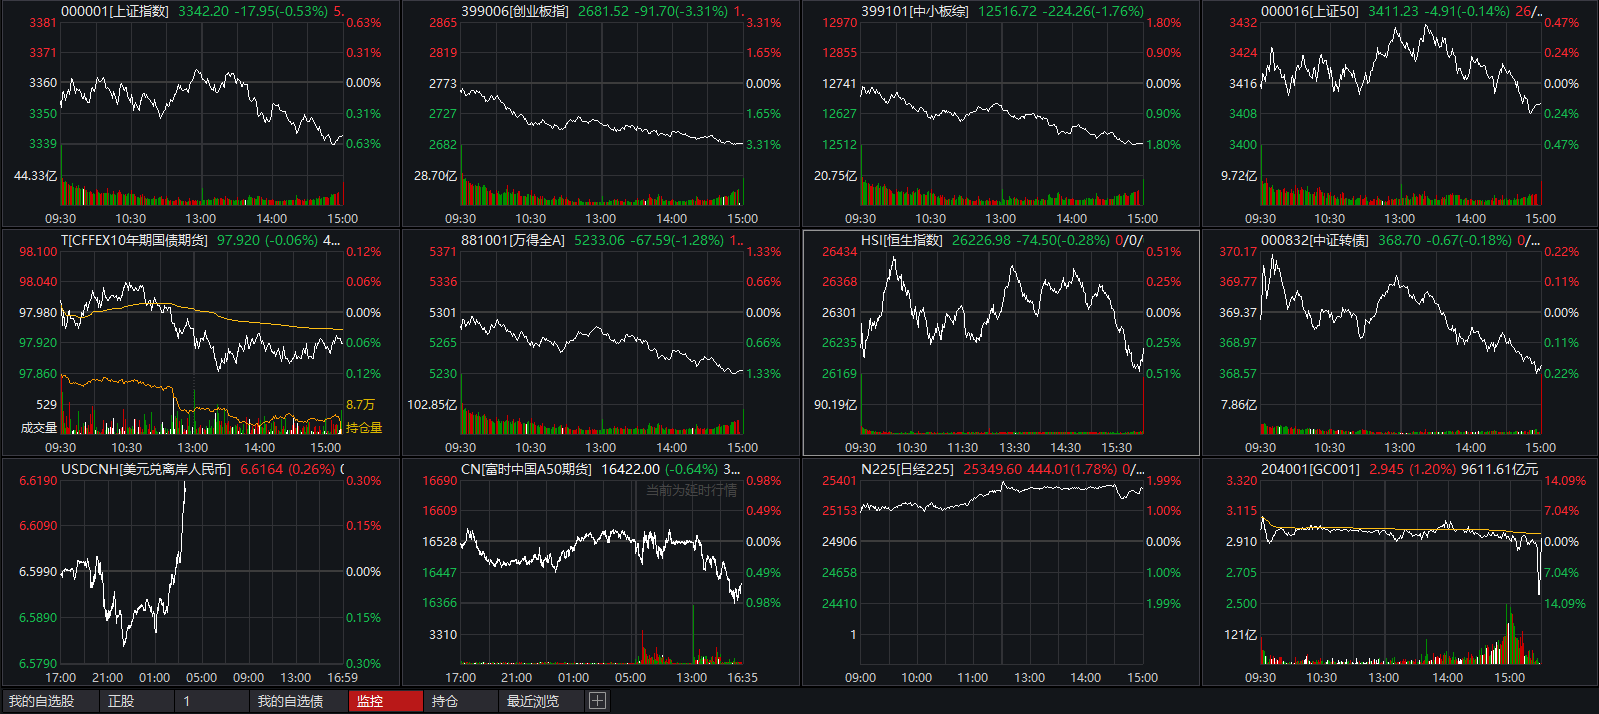 000001[上证指数] 3342.20 -17.95(-0.53%) 5.
3381 0.63%
3371 0.31%
3360 0.00%
3350 0.31%
3339 0.63%
44.33亿
09:30 10:30 13:00 14:00 15:00
399006[创业板指] 2681.52 -91.70(-3.31%) 1.
2865 3.31%
2819 1.65%
2773 0.00%
2727 1.65%
2682 3.31%
28.70亿
09:30 10:30 13:00 14:00 15:00
399101[中小板综] 12516.72 -224.26(-1.76%)
12970 1.80%
12855 0.90%
12741 0.00%
12627 0.90%
12512 1.80%
20.75亿
09:30 10:30 13:00 14:00 15:00
000016[上证50] 3411.23 -4.91(-0.14%) 26/..
3432 0.47%
3424 0.24%
3416 0.00%
3408 0.24%
3400 0.47%
9.72亿
09:30 10:30 13:00 14:00 15:00
T[CFFEX10年期国债期货] 97.920 (-0.06%) 4...
98.100 0.12%
98.040 0.06%
97.980 0.00%
97.920 0.06%
97.860 0.12%
529 8.7万
成交量 持仓量
09:30 10:30 13:00 14:00 15:00
881001[万得全A] 5233.06 -67.59(-1.28%) 1..
5371 1.33%
5336 0.66%
5301 0.00%
5265 0.66%
5230 1.33%
102.85亿
09:30 10:30 13:00 14:00 15:00
HSI[恒生指数] 26226.98 -74.50(-0.28%) 0/0/
26434 0.51%
26368 0.25%
26301 0.00%
26235 0.25%
26169 0.51%
90.19亿
09:30 10:30 11:30 13:30 14:30 15:30
000832[中证转债] 368.70 -0.67(-0.18%) 0/...
370.17 0.22%
369.77 0.11%
369.37 0.00%
368.97 0.11%
368.57 0.22%
7.86亿
09:30 10:30 13:00 14:00 15:00
USDCNH[美元兑离岸人民币] 6.6164 (0.26%) 0
6.6190 0.30%
6.6090 0.15%
6.5990 0.00%
6.5890 0.15%
6.5790 0.30%
17:00 21:00 01:00 05:00 09:00 13:00 16:59
CN[富时中国A50期货] 16422.00 (-0.64%) 3...
当前为延时行情
16690 0.98%
16609 0.49%
16528 0.00%
16447 0.49%
16366 0.98%
3310
17:00 21:00 01:00 05:00 13:00 16:35
N225[日经225] 25349.60 444.01(1.78%) 0/...
25401 1.99%
25153 1.00%
24906 0.00%
24658 1.00%
24410 1.99%
1
09:00 10:00 11:00 13:00 14:00 15:00
204001[GC001] 2.945 (1.20%) 9611.61亿元
3.320 14.09%
3.115 7.04%
2.910 0.00%
2.705 7.04%
2.500 14.09%
121亿
09:30 10:30 13:00 14:00 15:00
我的自选股 正股 1 我的自选债 监控 持仓 最近浏览